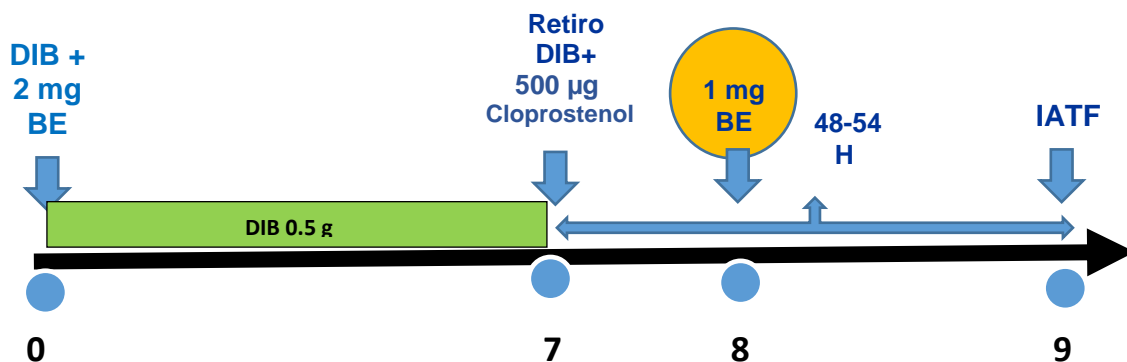 DIB +
2 mg
BE
Retiro
DIB+
500 µg
Cloprostenol
1 mg
BE
48-54
H
IATF
DIB 0.5 g
0
7
8
9